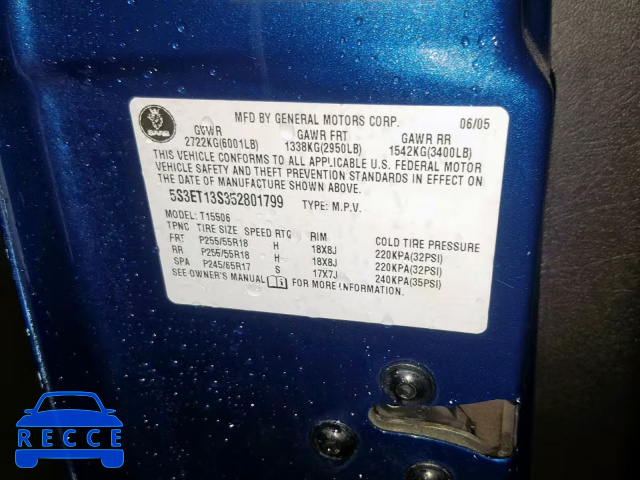 SAAB
MFD BY GENERAL MOTORS CORP. 06/05
GVWR GAWR FRT GAWR RR
2722KG(6001LB) 1338KG(2950LB) 1542KG(3400LB)
THIS VEHICLE CONFORMS TO ALL APPLICABLE U.S. FEDERAL MOTOR
VEHICLE SAFETY AND THEFT PREVENTION STANDARDS IN EFFECT ON
THE DATE OF MANUFACTURE SHOWN ABOVE.
5S3ET13S352801799 TYPE: M.P.V.
MODEL: T15506
TPNC TIRE SIZE SPEED RTG RIM COLD TIRE PRESSURE
FRT P255/55R18 H 18X8J 220KPA(32PSI)
RR P255/55R18 H 18X8J 220KPA(32PSI)
SPA P245/65R17 S 17X7J 240KPA(35PSI)
SEE OWNER'S MANUAL FOR MORE INFORMATION.
RECCE